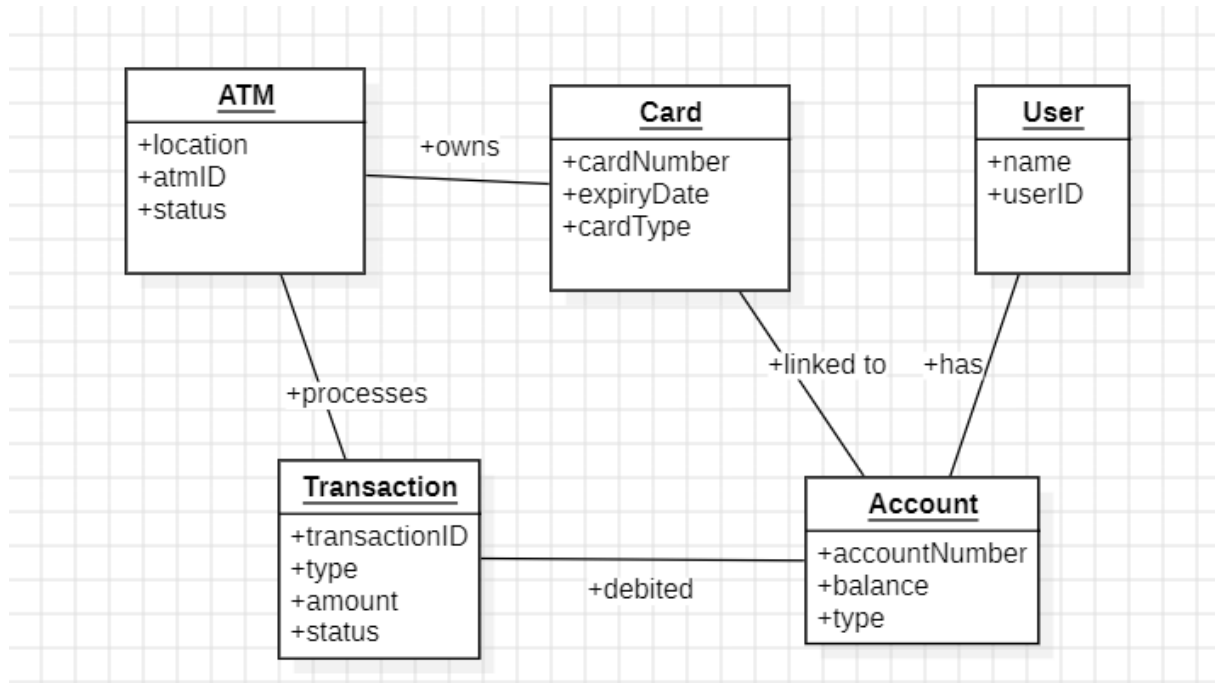 ATM
+location
+atmID
+status
+owns
Card
+cardNumber
+expiryDate
+cardType
User
+name
+userID
+processes
+linked to
+has
Transaction
+transactionID
+type
+amount
+status
+debited
Account
+accountNumber
+balance
+type